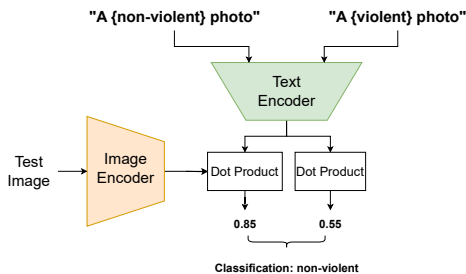 "A {non-violent} photo"
"A {violent} photo"
Text
Encoder
Test
Image
Image
Encoder
Dot Product
Dot Product
0.85
0.55
Classification: non-violent